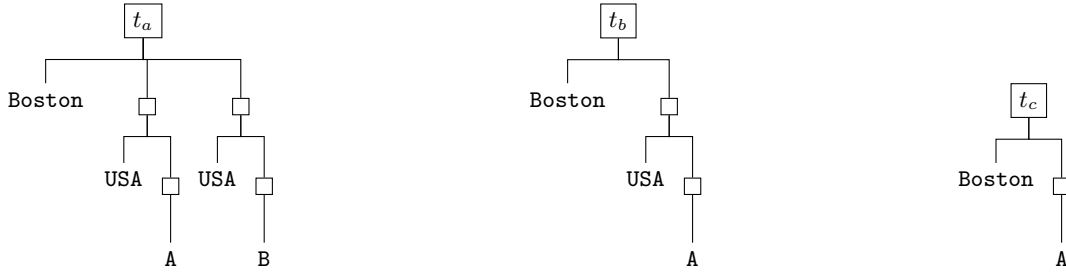 t_a t_b
Boston Boston t_c
USA USA USA Boston
A B A A